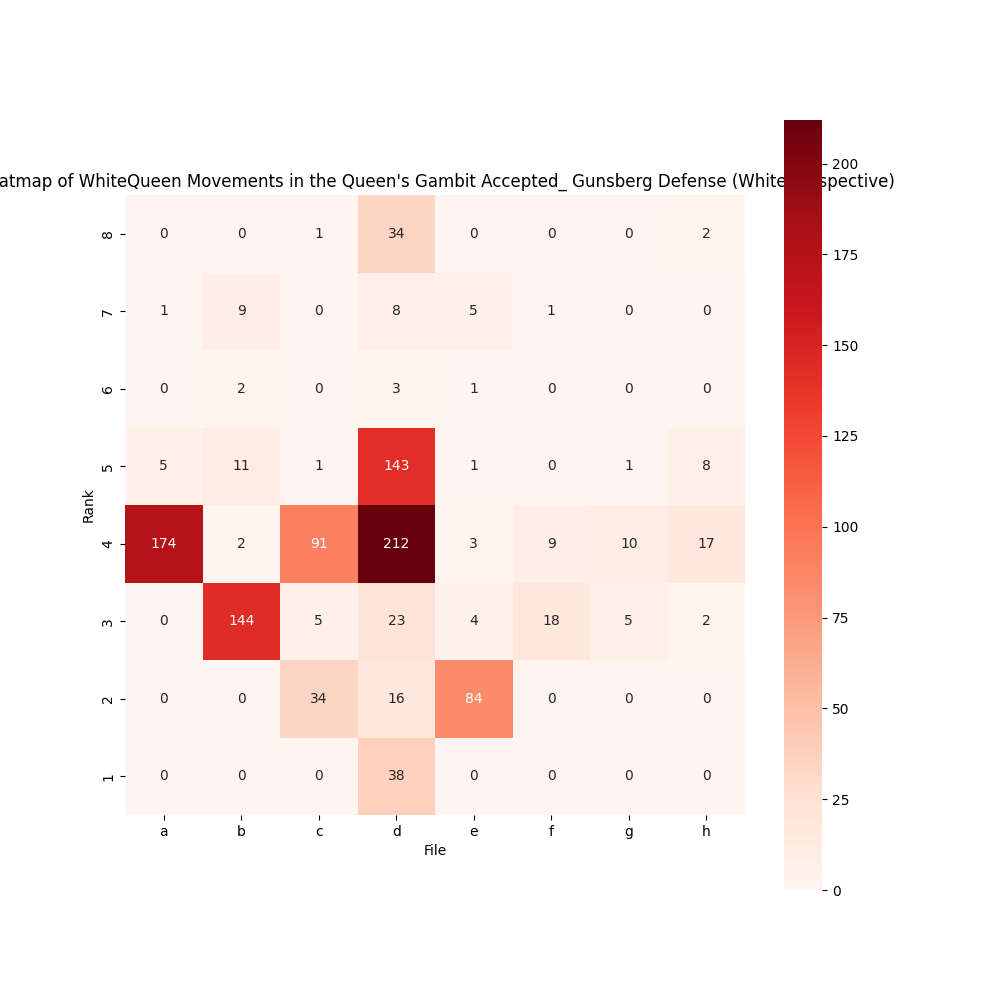 atmap of WhiteQueen Movements in the Queen's Gambit Accepted_ Gunsberg Defense (White spective)
8 0 0 1 34 0 0 0 2
7 1 9 0 8 5 1 0 0
6 0 2 0 3 1 0 0 0
5 5 11 1 143 1 0 1 8
4 174 2 91 212 3 9 10 17
3 0 144 5 23 4 18 5 2
2 0 0 34 16 84 0 0 0
1 0 0 0 38 0 0 0 0
a b c d e f g h
Rank
File
200
175
150
125
100
75
50
25
0